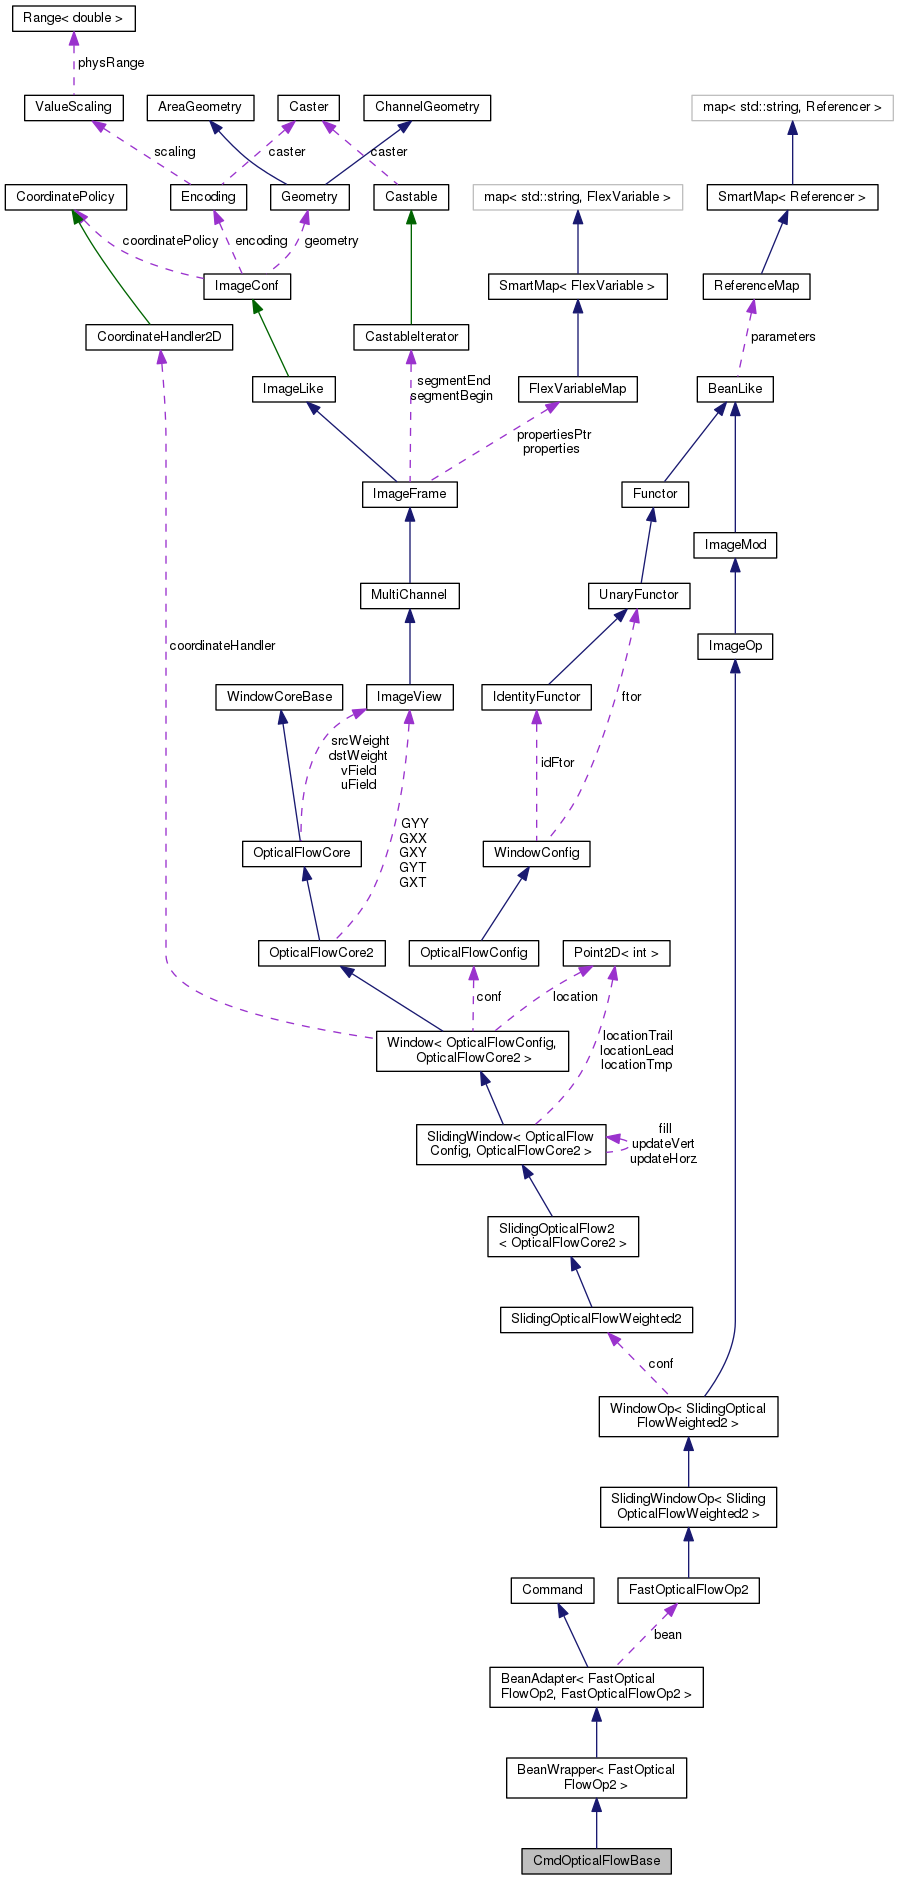 Range< double >
physRange
ValueScaling
AreaGeometry
Caster
ChannelGeometry
map< std::string, Referencer >
scaling
caster
caster
CoordinatePolicy
Encoding
Geometry
Castable
map< std::string, FlexVariable >
SmartMap< Referencer >
coordinatePolicy
encoding
geometry
ImageConf
SmartMap< FlexVariable >
ReferenceMap
CoordinateHandler2D
CastableIterator
parameters
segmentEnd
segmentBegin
ImageLike
FlexVariableMap
BeanLike
propertiesPtr
properties
ImageFrame
Functor
ImageMod
MultiChannel
UnaryFunctor
coordinateHandler
ImageOp
WindowCoreBase
ImageView
IdentityFunctor
ftor
srcWeight
dstWeight
vField
uField
idFtor
GYY
GXX
GXY
GYT
GXT
OpticalFlowCore
WindowConfig
OpticalFlowCore2
OpticalFlowConfig
Point2D< int >
conf
location
Window< OpticalFlowConfig,
OpticalFlowCore2 >
locationTrail
locationLead
locationTmp
SlidingWindow< OpticalFlow
Config, OpticalFlowCore2 >
fill
updateVert
updateHorz
SlidingOpticalFlow2
< OpticalFlowCore2 >
SlidingOpticalFlowWeighted2
conf
WindowOp< SlidingOptical
FlowWeighted2 >
SlidingWindowOp< Sliding
OpticalFlowWeighted2 >
Command
FastOpticalFlowOp2
bean
BeanAdapter< FastOptical
FlowOp2, FastOpticalFlowOp2 >
BeanWrapper< FastOptical
FlowOp2 >
CmdOpticalFlowBase